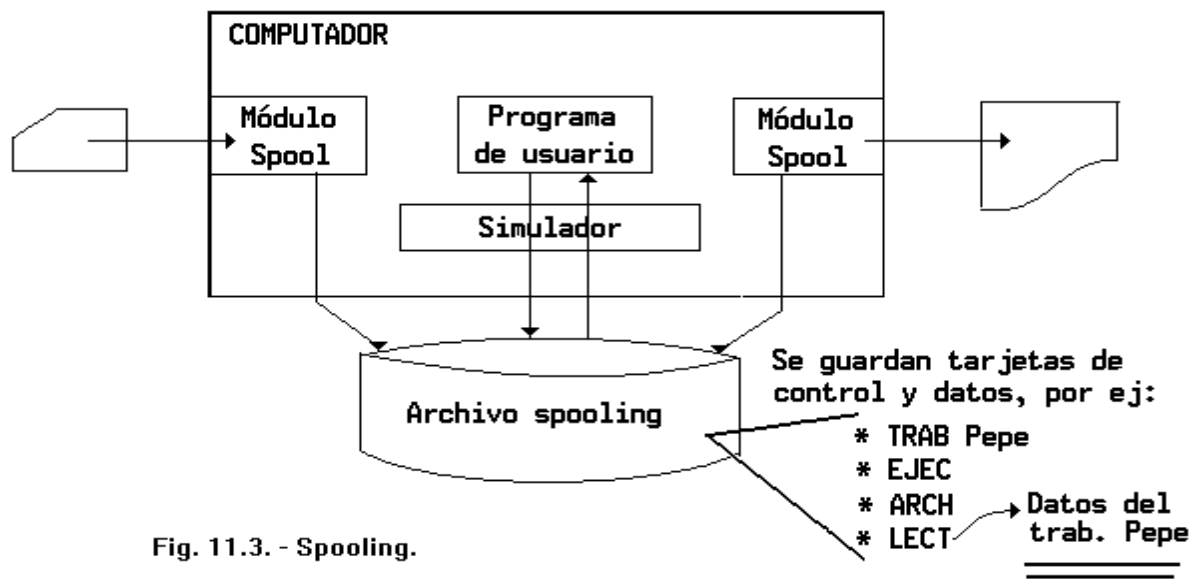 COMPUTADOR
Módulo
Spool
Programa
de usuario
Módulo
Spool
Simulador
Archivo spooling
Se guardan tarjetas de
control y datos, por ej:
* TRAB Pepe
* EJEC
* ARCH
* LECT
Datos del
trab. Pepe
Fig. 11.3. - Spooling.